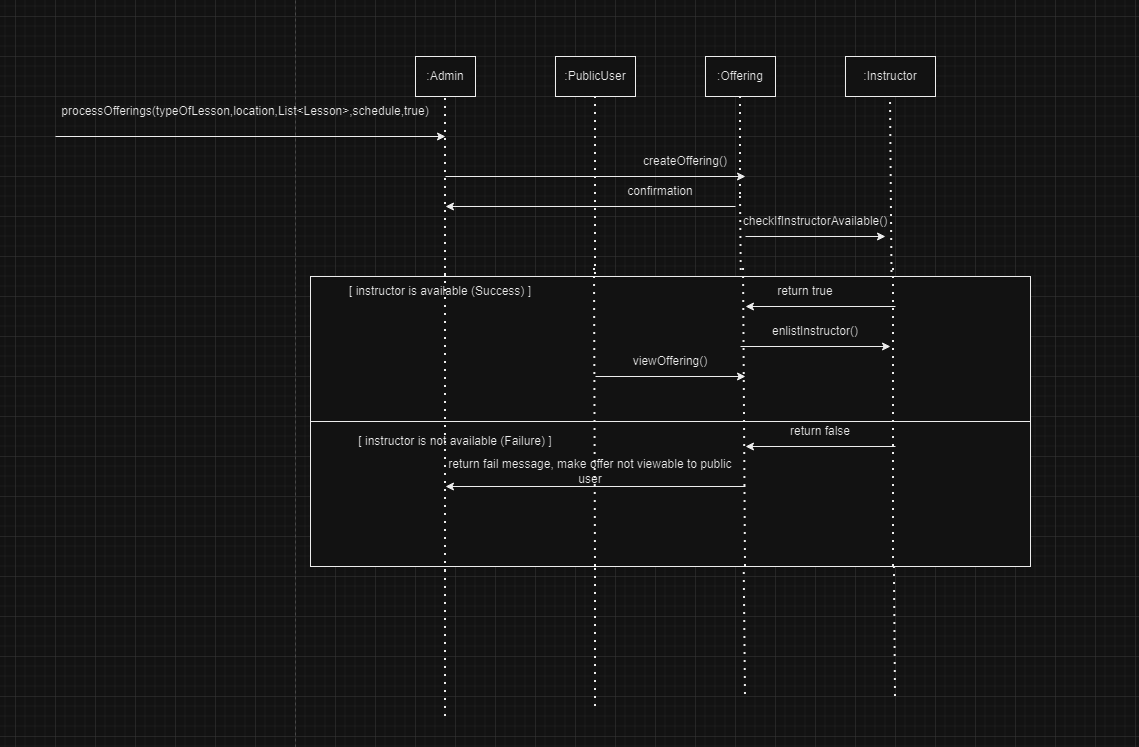 :Admin
:PublicUser
:Offering
:Instructor
processOfferings(typeOfLesson,location,List<Lesson>,schedule,true)
createOffering()
confirmation
checkIfInstructorAvailable()
[ instructor is available (Success) ]
return true
enlistInstructor()
viewOffering()
return false
[ instructor is not available (Failure) ]
return fail message, make offer not viewable to public
user